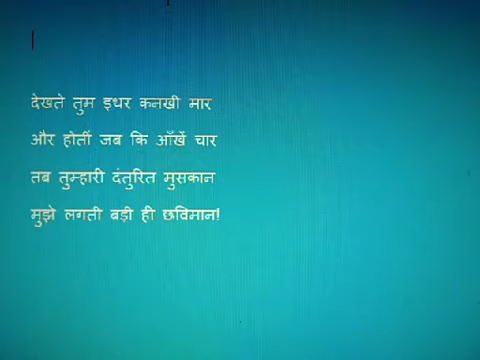 देखते तुम इधर कनखी मार
और होतीं जब कि आँखें चार
तब तुम्हारी दंतुरित मुसकान
मुझे लगती बड़ी ही छविमान!